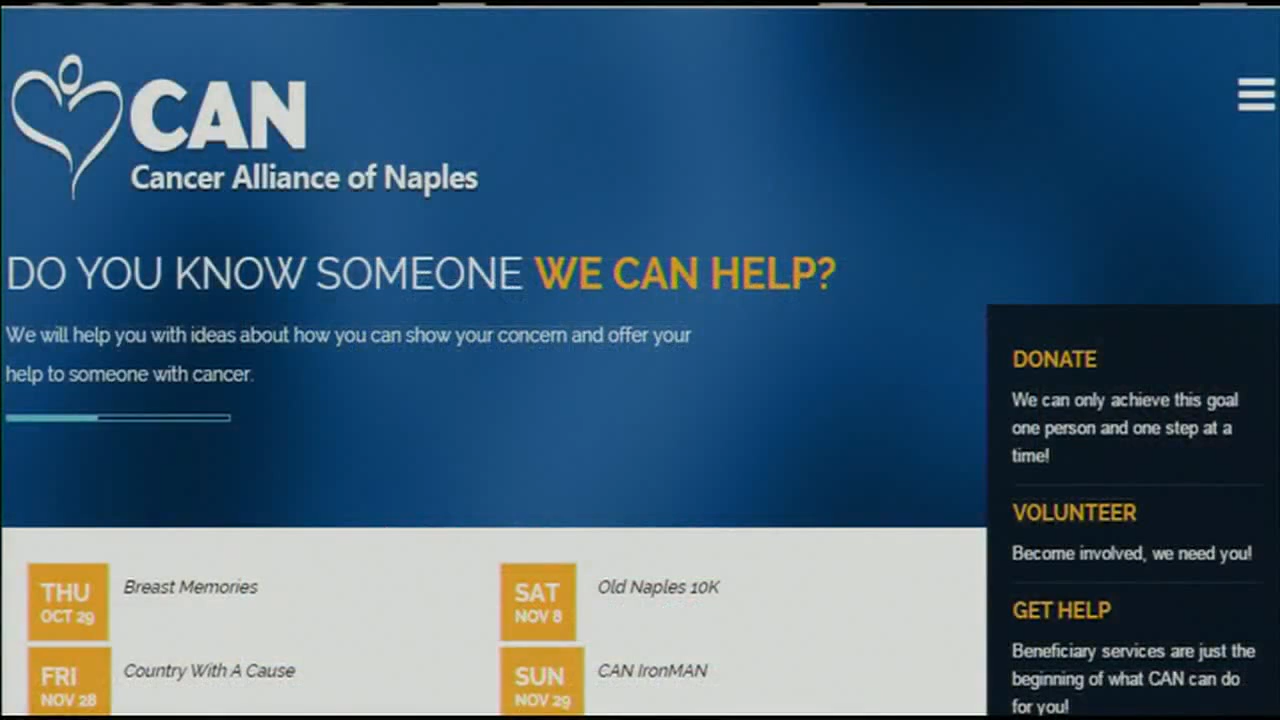 CAN
Cancer Alliance of Naples
DO YOU KNOW SOMEONE WE CAN HELP?
We will help you with ideas about how you can show your concern and offer your
help to someone with cancer.
DONATE
We can only achieve this goal
one person and one step at a
time!
VOLUNTEER
Become involved, we need you!
GET HELP
Beneficiary services are just the
beginning of what CAN can do
for you!
THU
OCT 29
Breast Memories
SAT
NOV 8
Old Naples 10K
FRI
NOV 28
Country With A Cause
SUN
NOV 29
CAN IronMAN